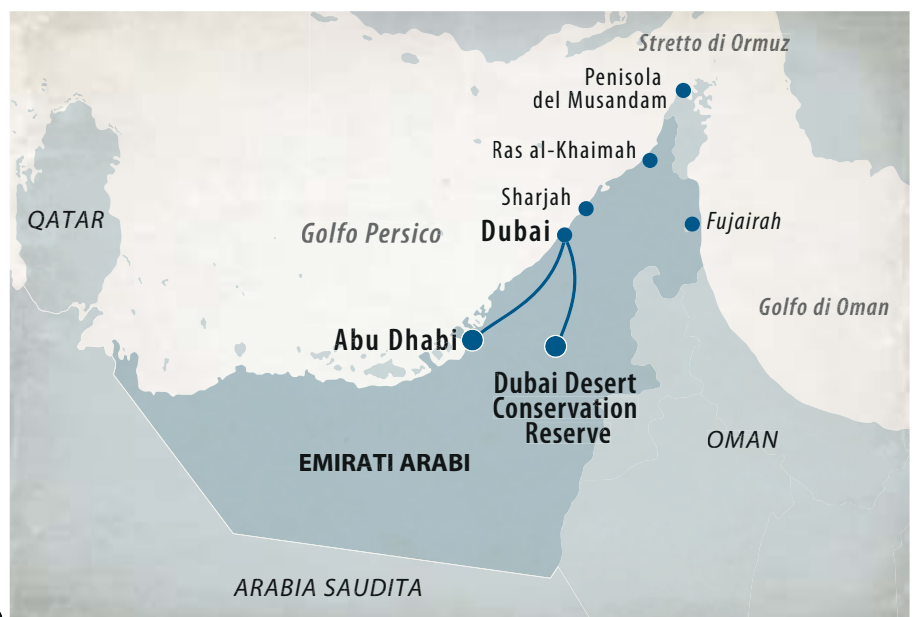 Stretto di Ormuz
Penisola
del Musandam
Ras al-Khaimah
Sharjah
QATAR
Golfo Persico
Dubai
Fujairah
Golfo di Oman
Abu Dhabi
Dubai Desert
Conservation
Reserve
OMAN
EMIRATI ARABI
ARABIA SAUDITA